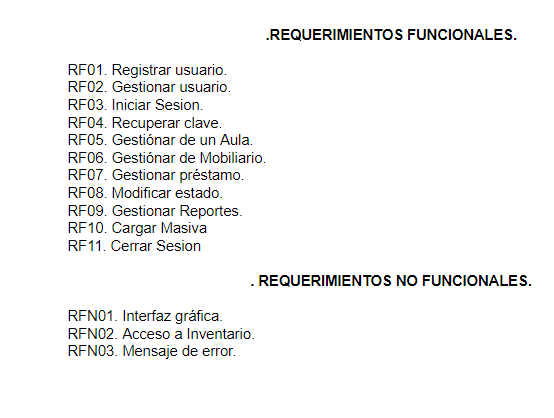 .REQUERIMIENTOS FUNCIONALES.
RF01. Registrar usuario.
RF02. Gestionar usuario.
RF03. Iniciar Sesion.
RF04. Recuperar clave.
RF05. Gestiónar de un Aula.
RF06. Gestiónar de Mobiliario.
RF07. Gestionar préstamo.
RF08. Modificar estado.
RF09. Gestionar Reportes.
RF10. Cargar Masiva
RF11. Cerrar Sesion
. REQUERIMIENTOS NO FUNCIONALES.
RFN01. Interfaz gráfica.
RFN02. Acceso a Inventario.
RFN03. Mensaje de error.